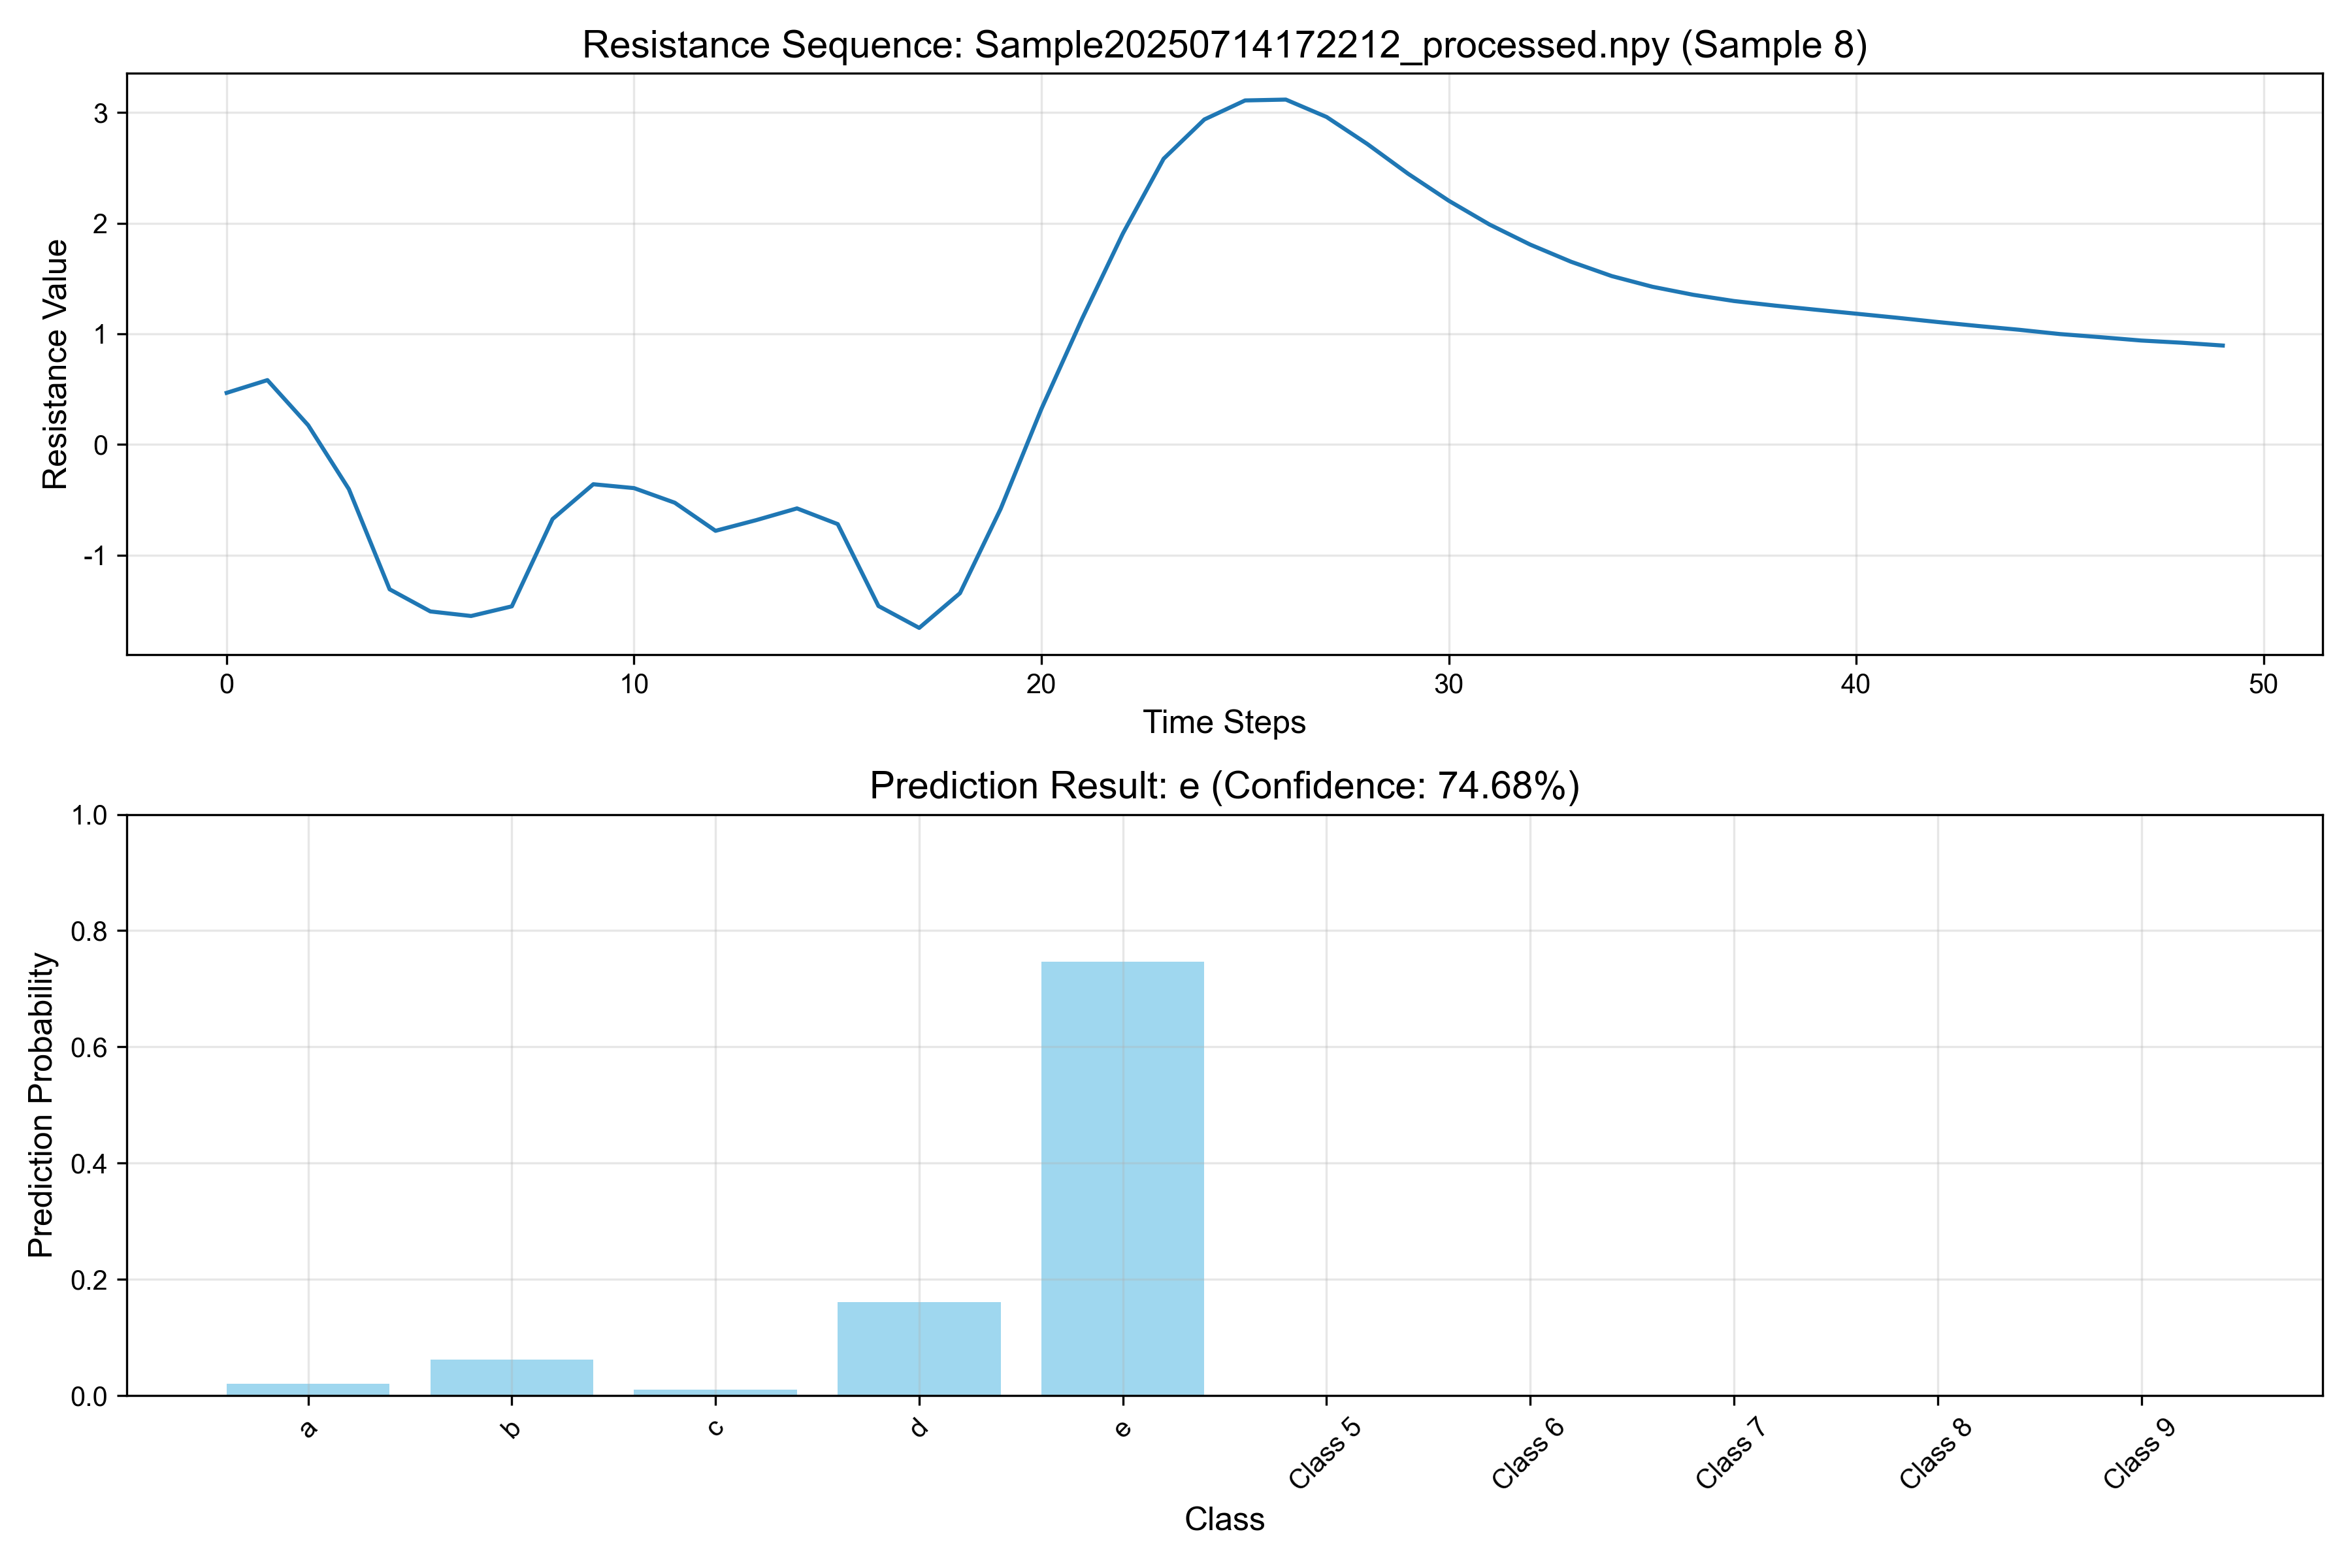 Resistance Sequence: Sample20250714172212_processed.npy (Sample 8)
Resistance Value
3
2
1
0
-1
0 10 20 30 40 50
Time Steps
Prediction Result: e (Confidence: 74.68%)
Prediction Probability
1.0
0.8
0.6
0.4
0.2
0.0
a b c d e Class 5 Class 6 Class 7 Class 8 Class 9
Class